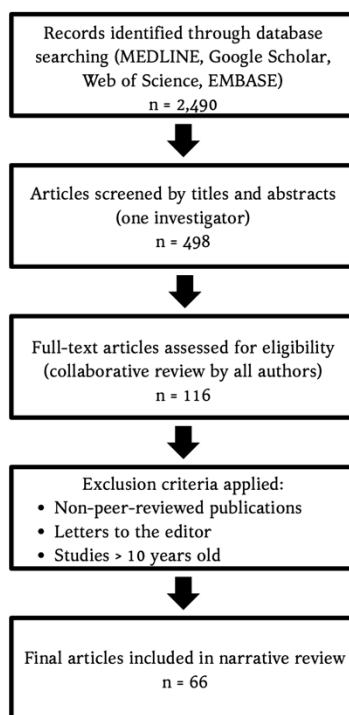 Records identified through database
searching (MEDLINE, Google Scholar,
Web of Science, EMBASE)
n = 2,490
Articles screened by titles and abstracts
(one investigator)
n = 498
Full-text articles assessed for eligibility
(collaborative review by all authors)
n = 116
Exclusion criteria applied:
• Non-peer-reviewed publications
• Letters to the editor
• Studies > 10 years old
Final articles included in narrative review
n = 66